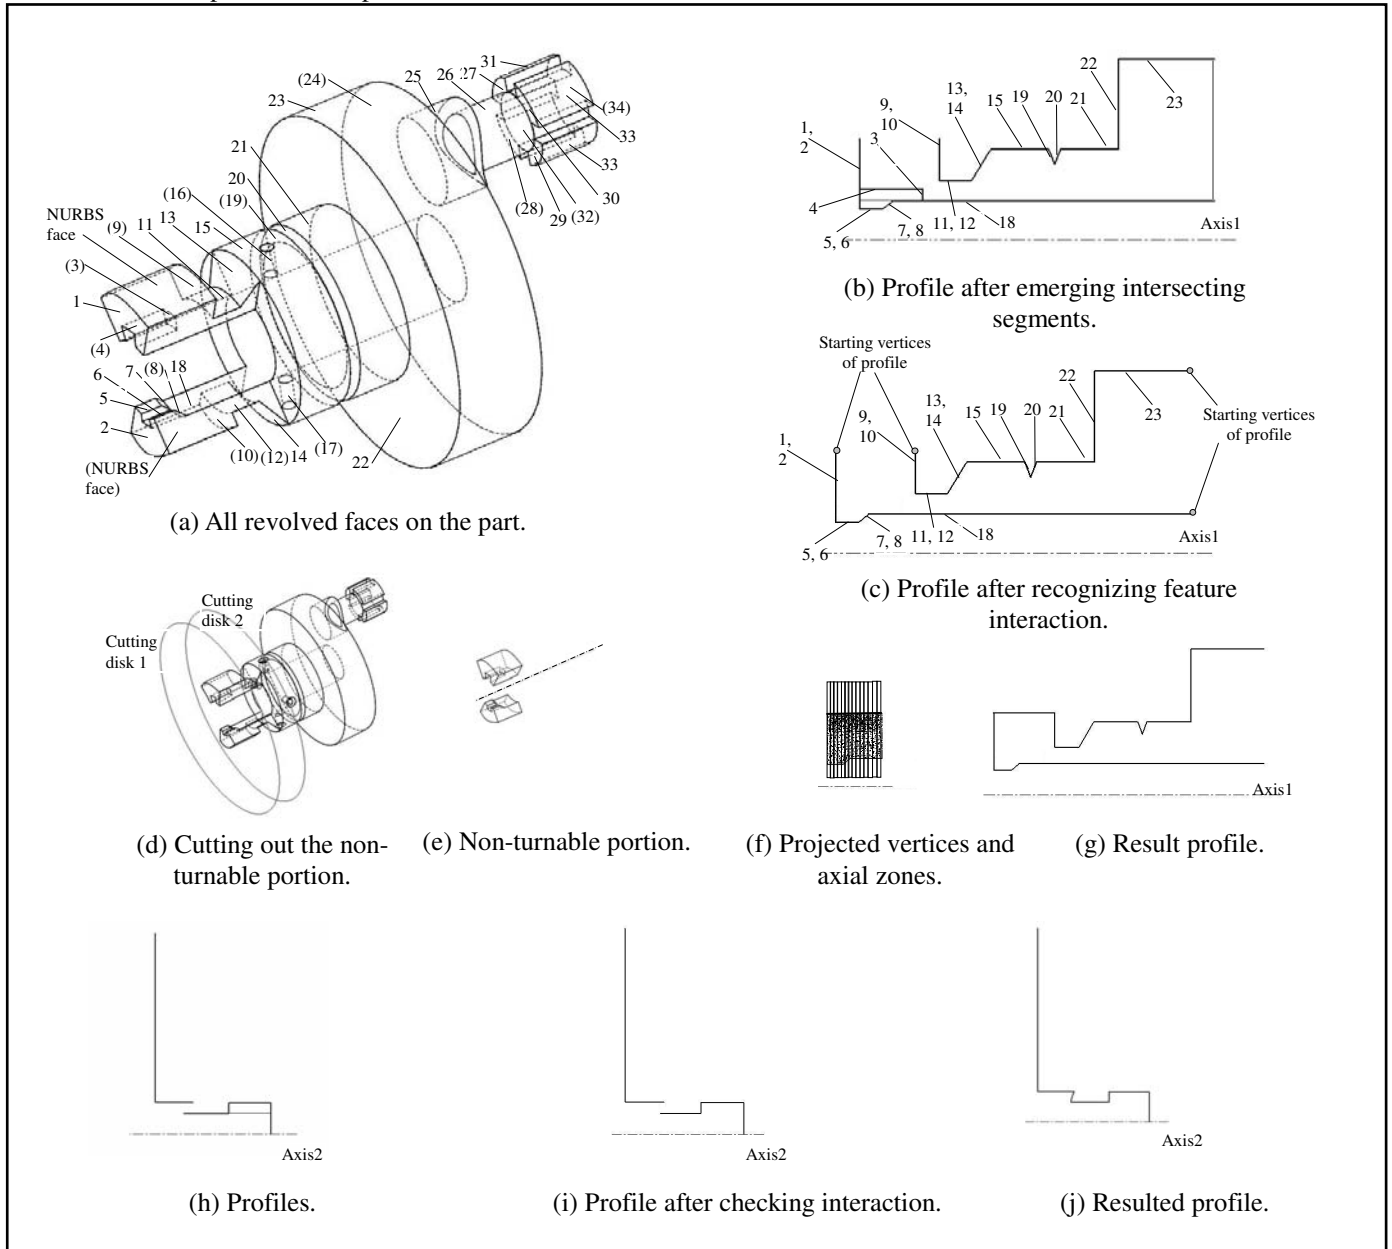 (24)
23
25
26
27
31
(34)
33
33
30
(32)
29
(28)
21
20
(16)
(19)
15
13
11
(9)
NURBS
face
(3)
1
(4)
7
(8)
18
6
5
2
(NURBS
face)
(10)
(12)
14
(17)
22
(a) All revolved faces on the part.
1,
2
9,
10
3
13,
14
15
19
20
21
22
23
4
5, 6
7, 8
11, 12
18
Axis1
(b) Profile after emerging intersecting
segments.
Starting vertices
of profile
1,
2
9,
10
13,
14
15
19
20
21
22
23
Starting vertices
of profile
5, 6
7, 8
11, 12
18
Axis1
(c) Profile after recognizing feature
interaction.
Cutting
disk 2
Cutting
disk 1
(d) Cutting out the non-
turnable portion.
(e) Non-turnable portion.
(f) Projected vertices and
axial zones.
Axis1
(g) Result profile.
Axis2
(h) Profiles.
Axis2
(i) Profile after checking interaction.
Axis2
(j) Resulted profile.